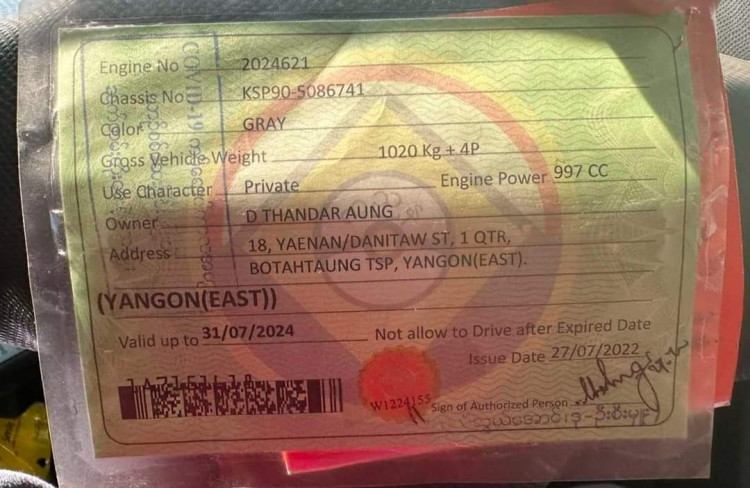 Engine No 2024621
Chassis No KSP90-5086741
Color GRAY
Gross Vehicle Weight 1020 Kg + 4P
Use Character Private Engine Power 997 CC
Owner D THANDAR AUNG
Address 18, YAENAN/DANITAW ST, 1 QTR,
BOTAHTAUNG TSP, YANGON(EAST).
(YANGON(EAST))
Valid up to 31/07/2024 Not allow to Drive after Expired Date
Issue Date 27/07/2022
W1224155 Sign of Authorized Person
COVID-19